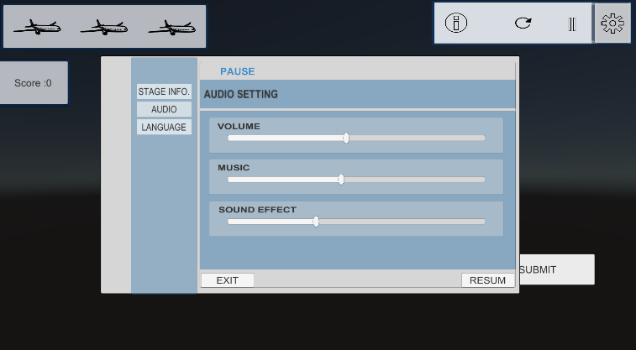 Score :0
PAUSE
STAGE INFO.
AUDIO
LANGUAGE
AUDIO SETTING
VOLUME
MUSIC
SOUND EFFECT
EXIT
RESUM
SUBMIT